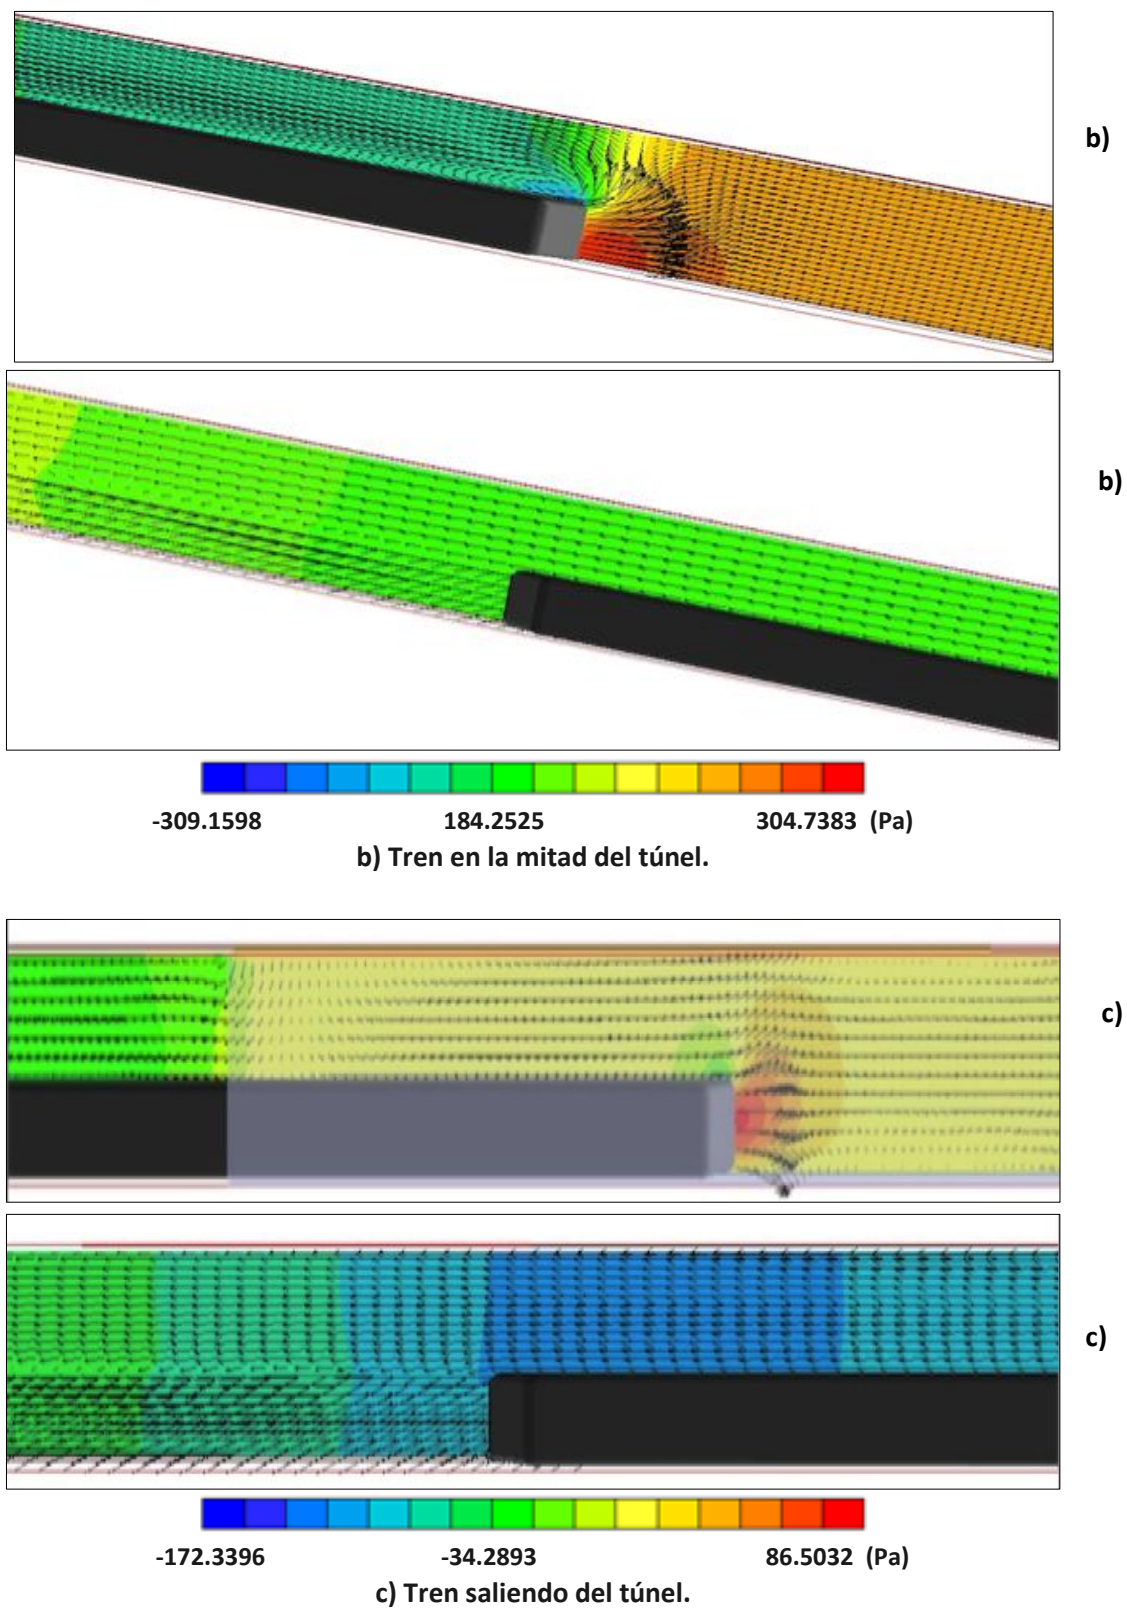 b)
b)
-309.1598 184.2525 304.7383 (Pa)
b) Tren en la mitad del túnel.
c)
c)
-172.3396 -34.2893 86.5032 (Pa)
c) Tren saliendo del túnel.